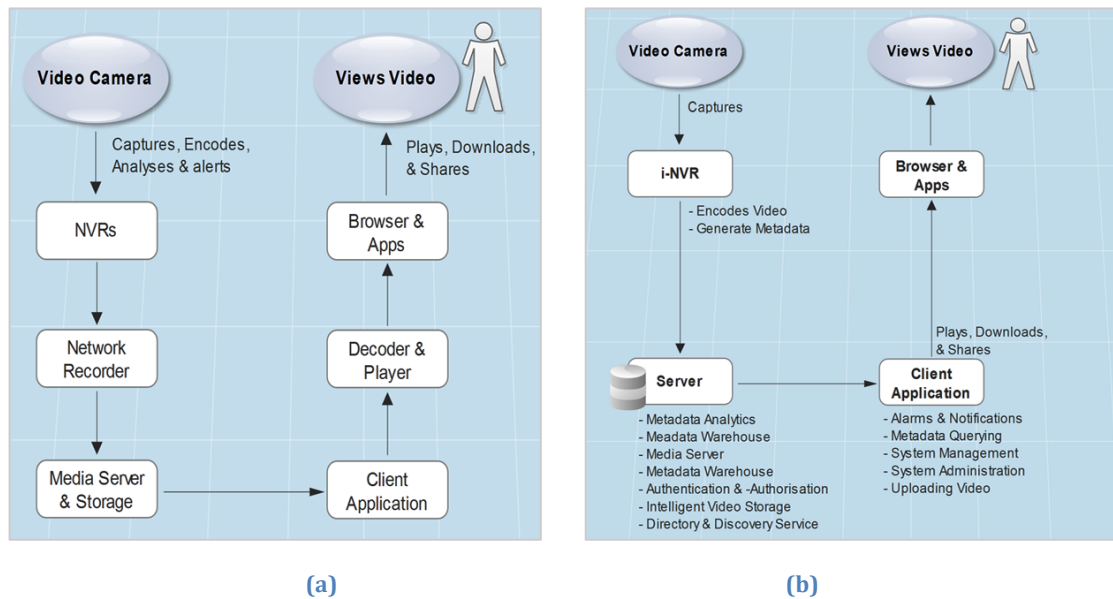 Video Camera
Views Video
Captures, Encodes,
Analyses & alerts
Plays, Downloads,
& Shares
NVRs
Browser &
Apps
Network
Recorder
Decoder &
Player
Media Server
& Storage
Client
Application
(a)
Video Camera
Views Video
Captures
i-NVR
Browser
& Apps
- Encodes Video
- Generate Metadata
Plays, Downloads,
& Shares
Server
Client
Application
- Metadata Analytics
- Meadata Warehouse
- Media Server
- Metadata Warehouse
- Authentication & -Authorisation
- Intelligent Video Storage
- Directory & Discovery Service
- Alarms & Notifications
- Metadata Querying
- System Management
- System Administration
- Uploading Video
(b)